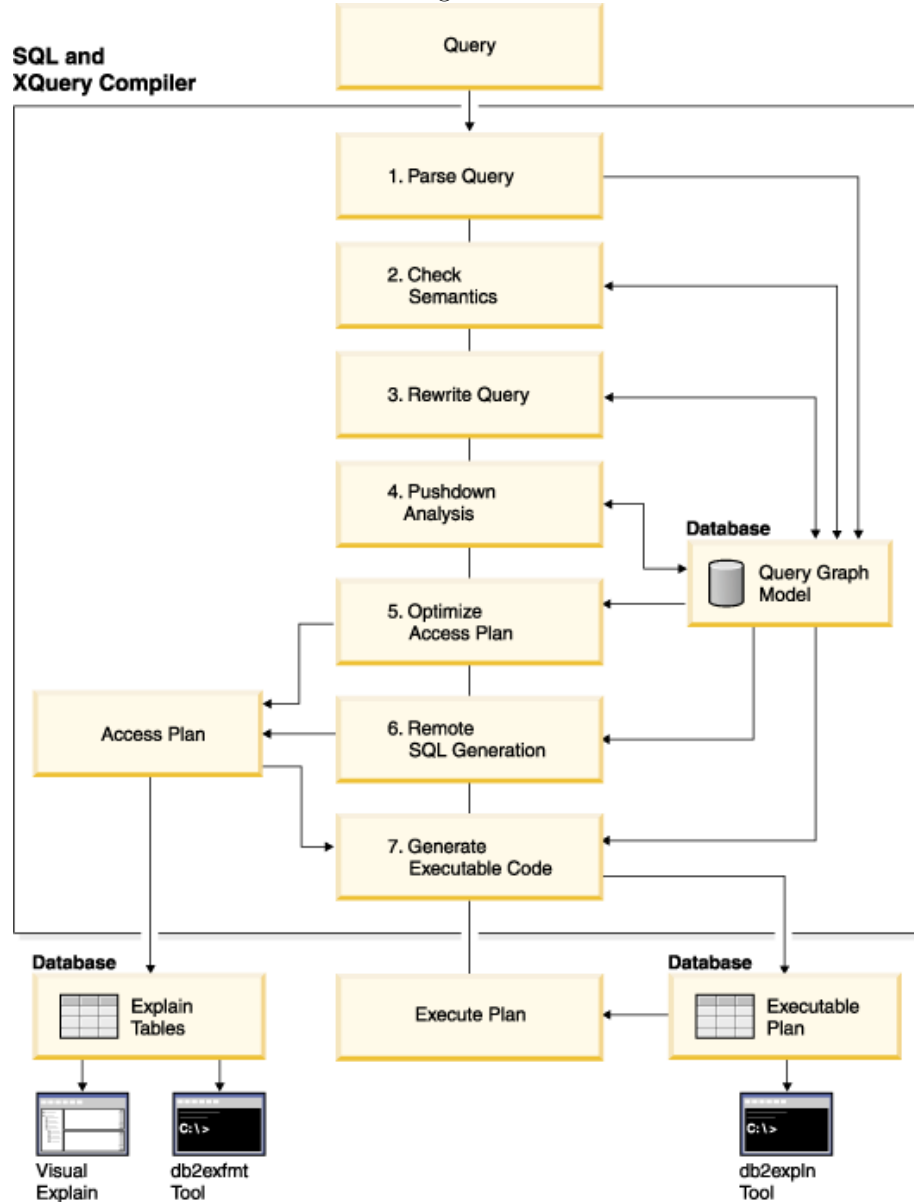 Query
SQL and
XQuery Compiler
1. Parse Query
2. Check
Semantics
3. Rewrite Query
4. Pushdown
Analysis
Database
Query Graph
Model
5. Optimize
Access Plan
Access Plan
6. Remote
SQL Generation
7. Generate
Executable Code
Database
Explain
Tables
Execute Plan
Database
Executable
Plan
C:\>
C:\>
Visual
Explain
db2exfmt
Tool
db2expln
Tool